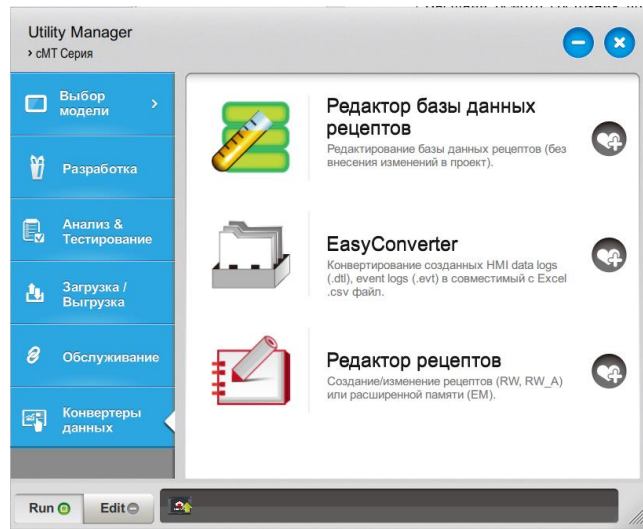 Utility Manager
› cMT Серия
Выбор
модели
Разработка
Анализ &
Тестирование
Загрузка /
Выгрузка
Обслуживание
Конвертеры
данных
Редактор базы данных
рецептов
Редактирование базы данных рецептов (без
внесения изменений в проект).
EasyConverter
Конвертирование созданных HMI data logs
(.dtl), event logs (.evt) в совместимый с Excel
.csv файл.
Редактор рецептов
Создание/изменение рецептов (RW, RW_A)
или расширенной памяти (EM).
Run
Edit